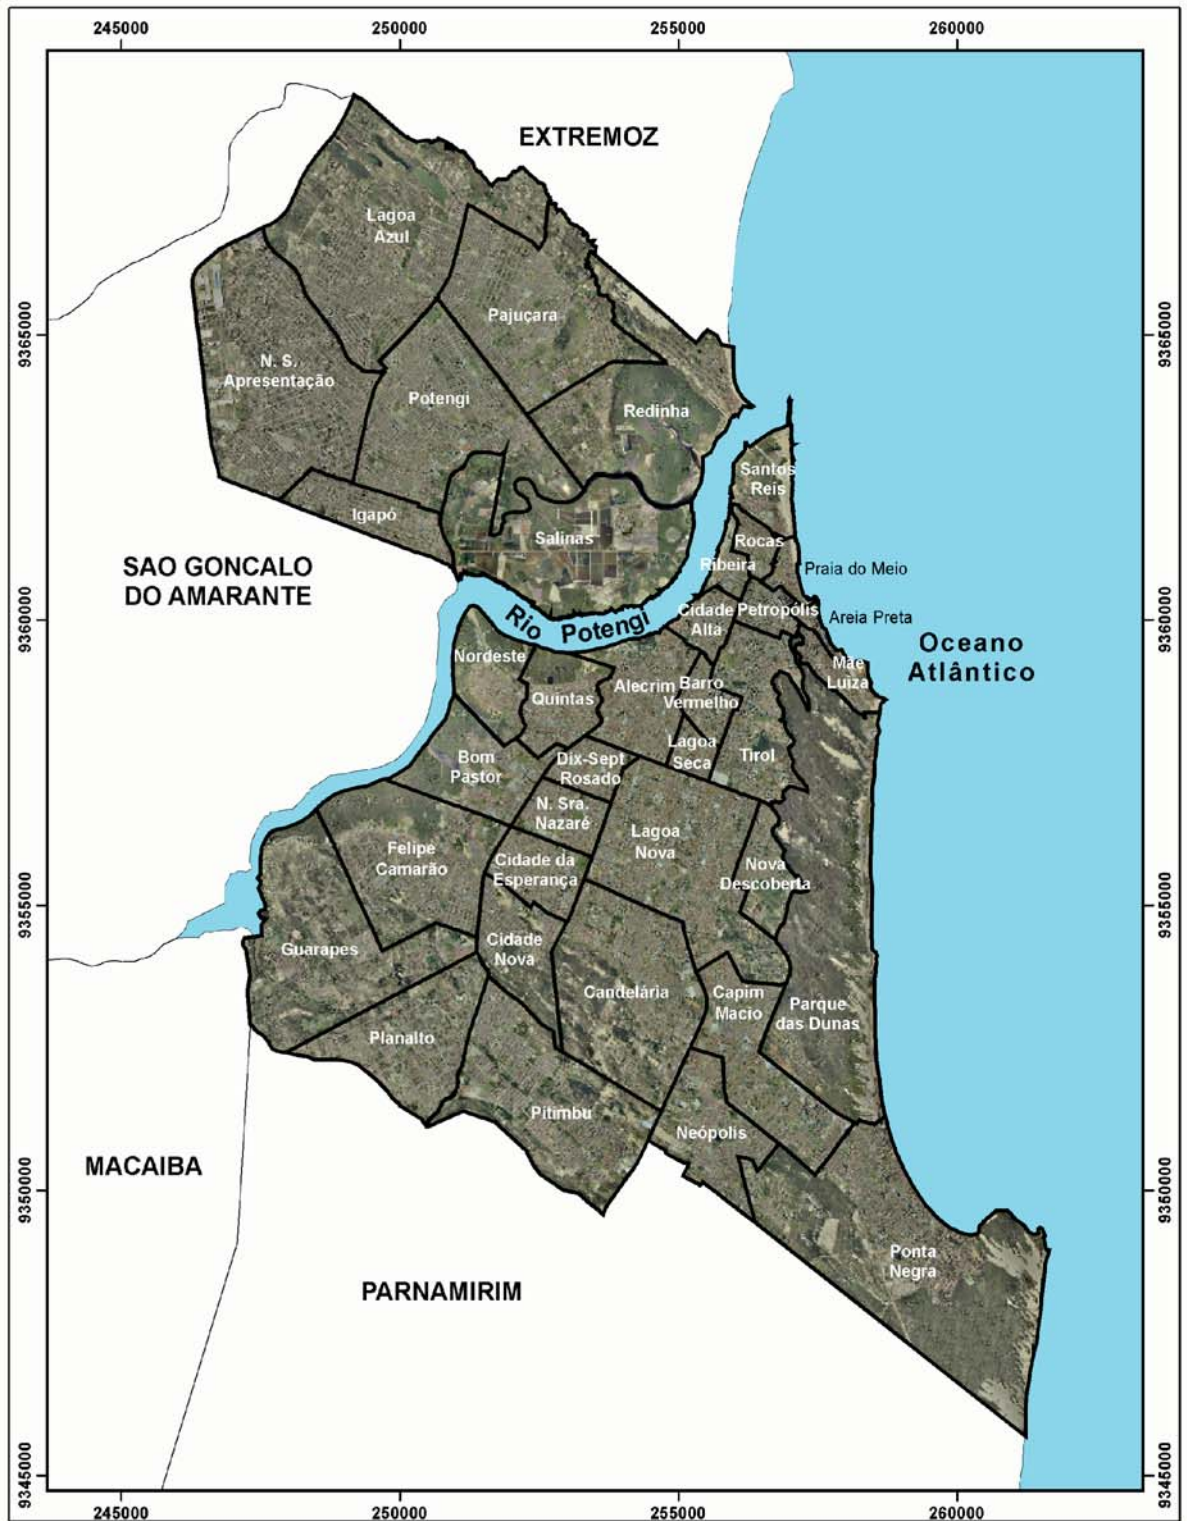 245000
250000
255000
260000
EXTREMOZ
Lagoa
Azul
Pajuçara
9365000
9365000
N. S.
Apresentação
Potengi
Redinha
Santos
Reis
Igapó
Salinas
Rocas
Ribeira
Praia do Meio
SAO GONCALO
DO AMARANTE
9360000
9360000
Rio Potengi
Cidade
Alta
Petropólis
Areia Preta
Oceano
Atlântico
Nordeste
Quintas
Alecrim
Barro
Vermelho
Mãe
Luiza
Lagoa
Seca
Tirol
Bom
Pastor
Dix-Sept
Rosado
N. Sra.
Nazaré
Lagoa
Nova
Felipe
Camarão
Cidade da
Esperança
Nova
Descoberta
9355000
9355000
Guarapes
Cidade
Nova
Candelária
Capim
Macio
Parque
das Dunas
Planalto
Pitimbu
Neópolis
MACAIBA
9350000
9350000
Ponta
Negra
PARNAMIRIM
9345000
9345000
245000
250000
255000
260000